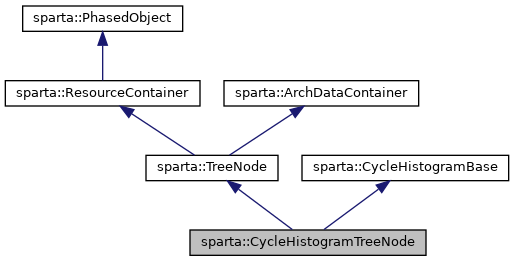 sparta::PhasedObject
sparta::ResourceContainer
sparta::ArchDataContainer
sparta::TreeNode
sparta::CycleHistogramBase
sparta::CycleHistogramTreeNode